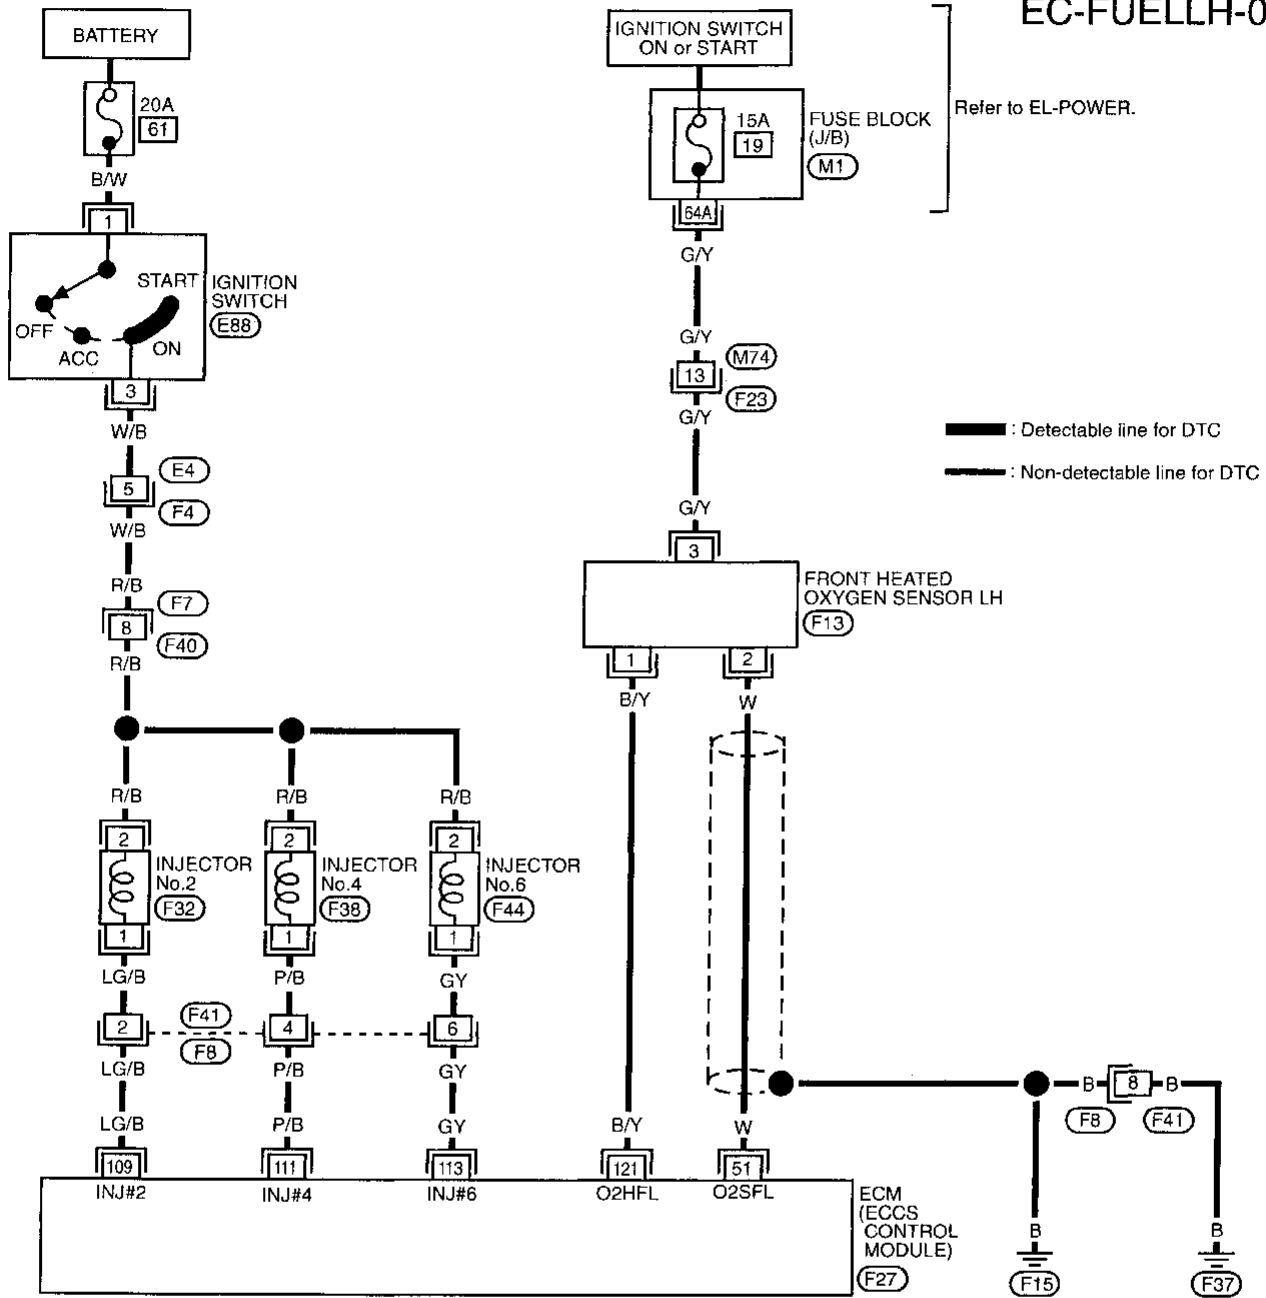 EC-FUELLH-0
BATTERY
IGNITION SWITCH
ON or START
Refer to EL-POWER.
20A
61
15A
19
FUSE BLOCK
(J/B)
M1
B/W
1
64A
G/Y
START
OFF
ACC
ON
IGNITION
SWITCH
E88
3
W/B
G/Y
13
M74
F23
G/Y
5
E4
F4
W/B
: Detectable line for DTC
: Non-detectable line for DTC
G/Y
3
R/B
8
F7
F40
R/B
FRONT HEATED
OXYGEN SENSOR LH
F13
1
2
B/Y
W
R/B
R/B
R/B
2
2
2
INJECTOR
No.2
F32
INJECTOR
No.4
F38
INJECTOR
No.6
F44
1
1
1
LG/B
P/B
GY
2
F41
F8
4
6
LG/B
P/B
GY
LG/B
P/B
GY
B/Y
W
B
8
B
F8
F41
109
111
113
121
51
INJ#2
INJ#4
INJ#6
O2HFL
O2SFL
ECM
(ECCS
CONTROL
MODULE)
F27
B
B
F15
F37